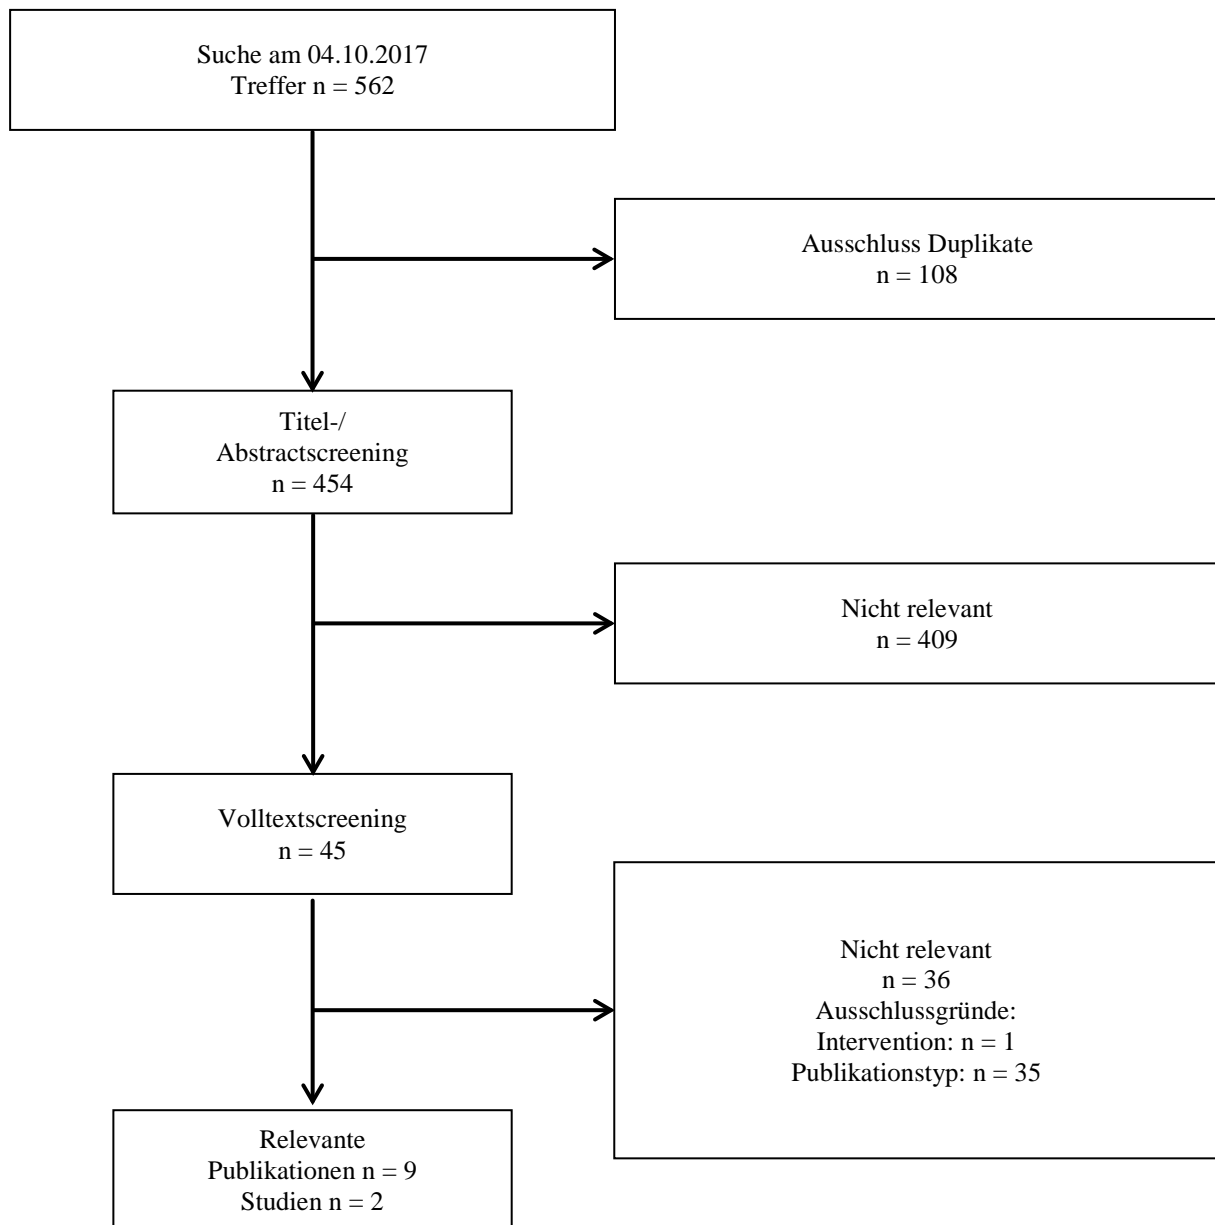 Suche am 04.10.2017
Treffer n = 562
Ausschluss Duplikate
n = 108
Titel-/
Abstractscreening
n = 454
Nicht relevant
n = 409
Volltextscreening
n = 45
Nicht relevant
n = 36
Ausschlussgründe:
Intervention: n = 1
Publikationstyp: n = 35
Relevante
Publikationen n = 9
Studien n = 2